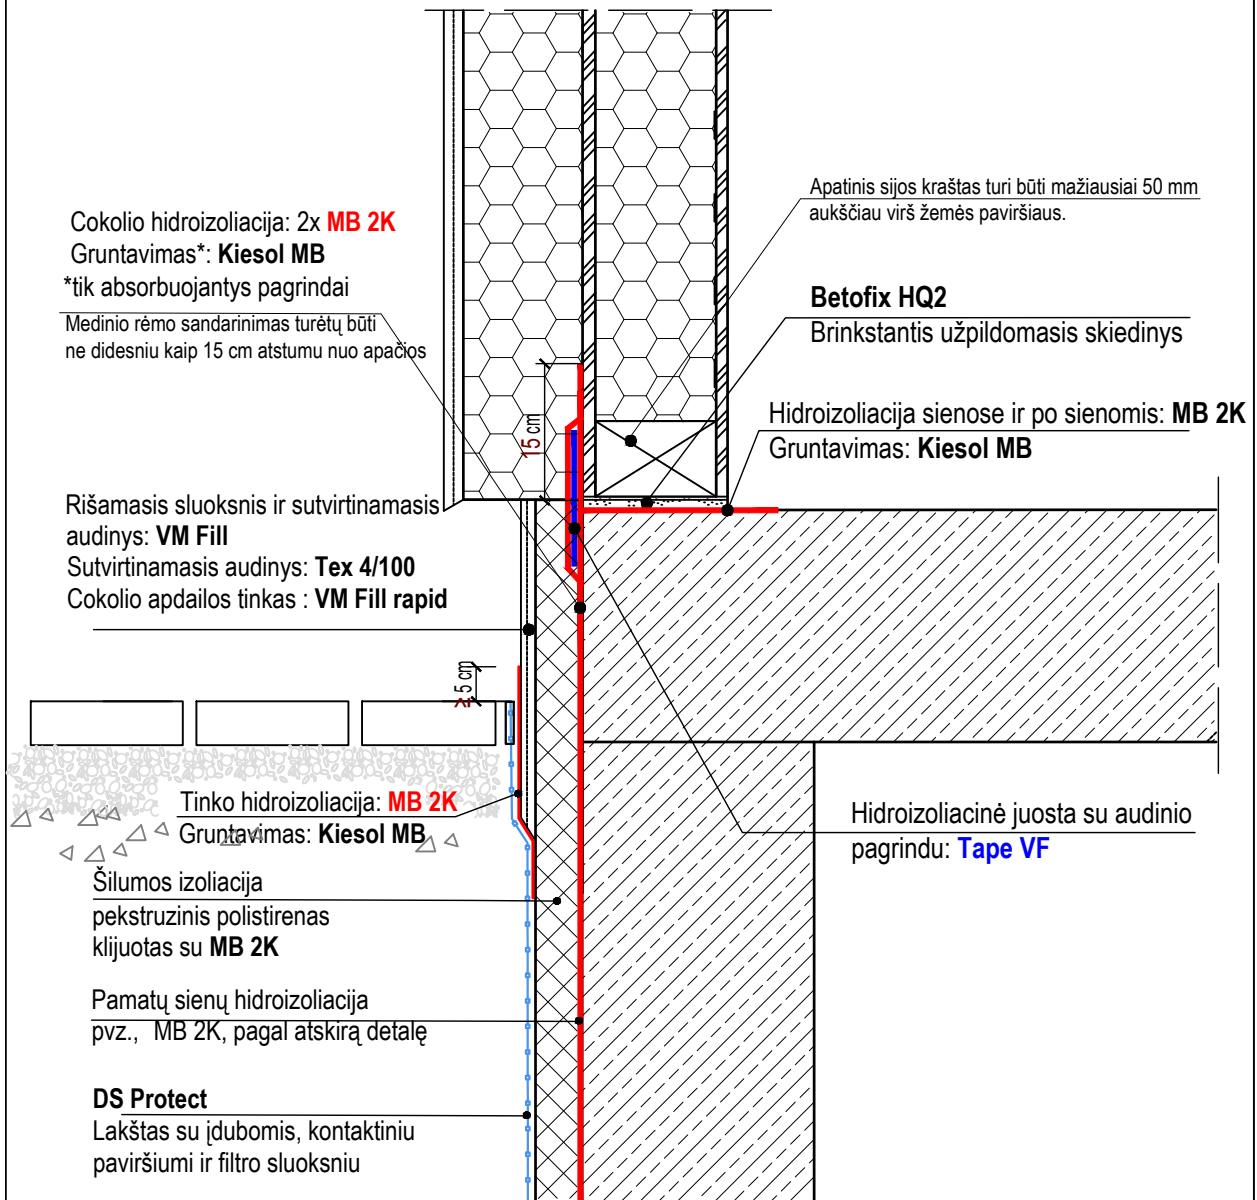 Apatinis sijos kraštas turi būti mažiausiai 50 mm
aukščiau virš žemės paviršiaus.
Cokolio hidroizoliacija: 2x MB 2K
Gruntavimas*: Kiesol MB
*tik absorbuojantys pagrindai
Medinio rėmo sandarinimas turėtų būti
ne didesniu kaip 15 cm atstumu nuo apačios
Betofix HQ2
Brinkstantis užpildomasis skiedinys
Hidroizoliacija sienose ir po sienomis: MB 2K
Gruntavimas: Kiesol MB
15 cm
Rišamasis sluoksnis ir sutvirtinamasis
audinys: VM Fill
Sutvirtinamasis audinys: Tex 4/100
Cokolio apdailos tinkas : VM Fill rapid
≥ 5 cm
Tinko hidroizoliacija: MB 2K
Gruntavimas: Kiesol MB
Hidroizoliacinė juosta su audinio
pagrindu: Tape VF
Šilumos izoliacija
pekstruzinis polistirenas
klijuotas su MB 2K
Pamatų sienų hidroizoliacija
pvz., MB 2K, pagal atskirą detalę
DS Protect
Lakštas su įdubomis, kontaktiniu
paviršiumi ir filtro sluoksniu